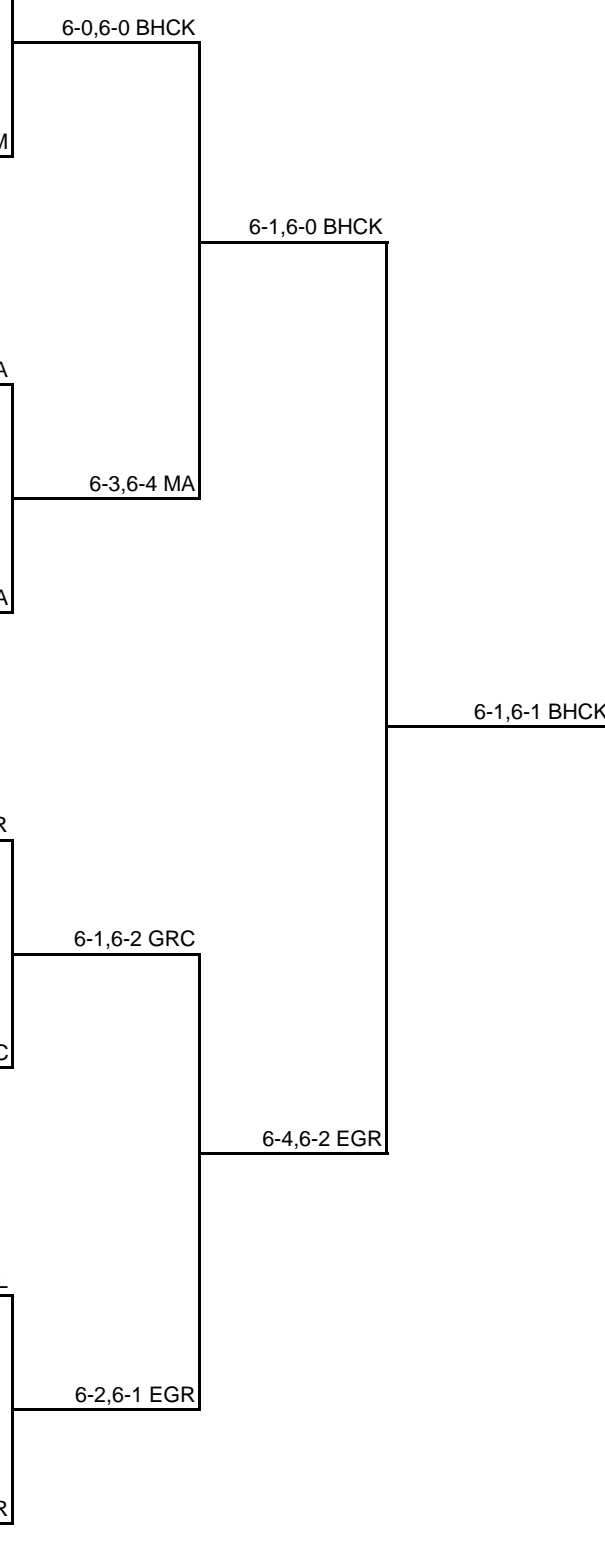 6-0,6-0 BHCK
M
6-1,6-0 BHCK
A
6-3,6-4 MA
A
6-1,6-1 BHCK
R
6-1,6-2 GRC
C
6-4,6-2 EGR
L
6-2,6-1 EGR
R